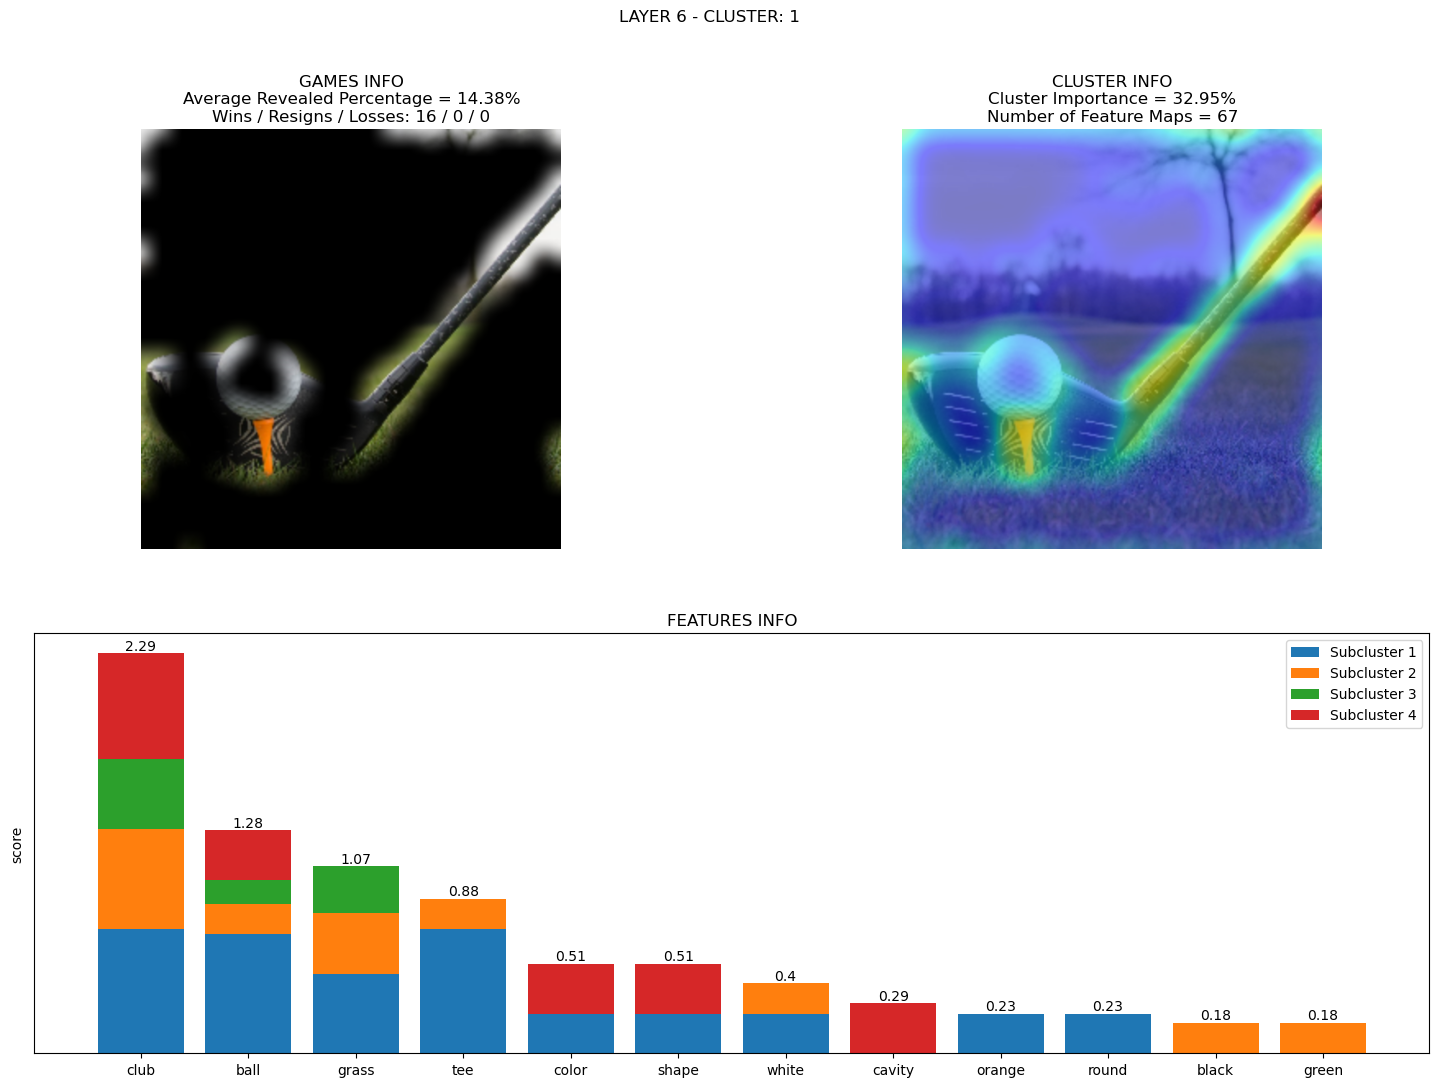 LAYER 6 - CLUSTER: 1
GAMES INFO
Average Revealed Percentage = 14.38%
Wins / Resigns / Losses: 16 / 0 / 0
CLUSTER INFO
Cluster Importance = 32.95%
Number of Feature Maps = 67
FEATURES INFO
score
2.29
1.28
1.07
0.88
0.51
0.51
0.4
0.29
0.23
0.23
0.18
0.18
Subcluster 1
Subcluster 2
Subcluster 3
Subcluster 4
club
ball
grass
tee
color
shape
white
cavity
orange
round
black
green